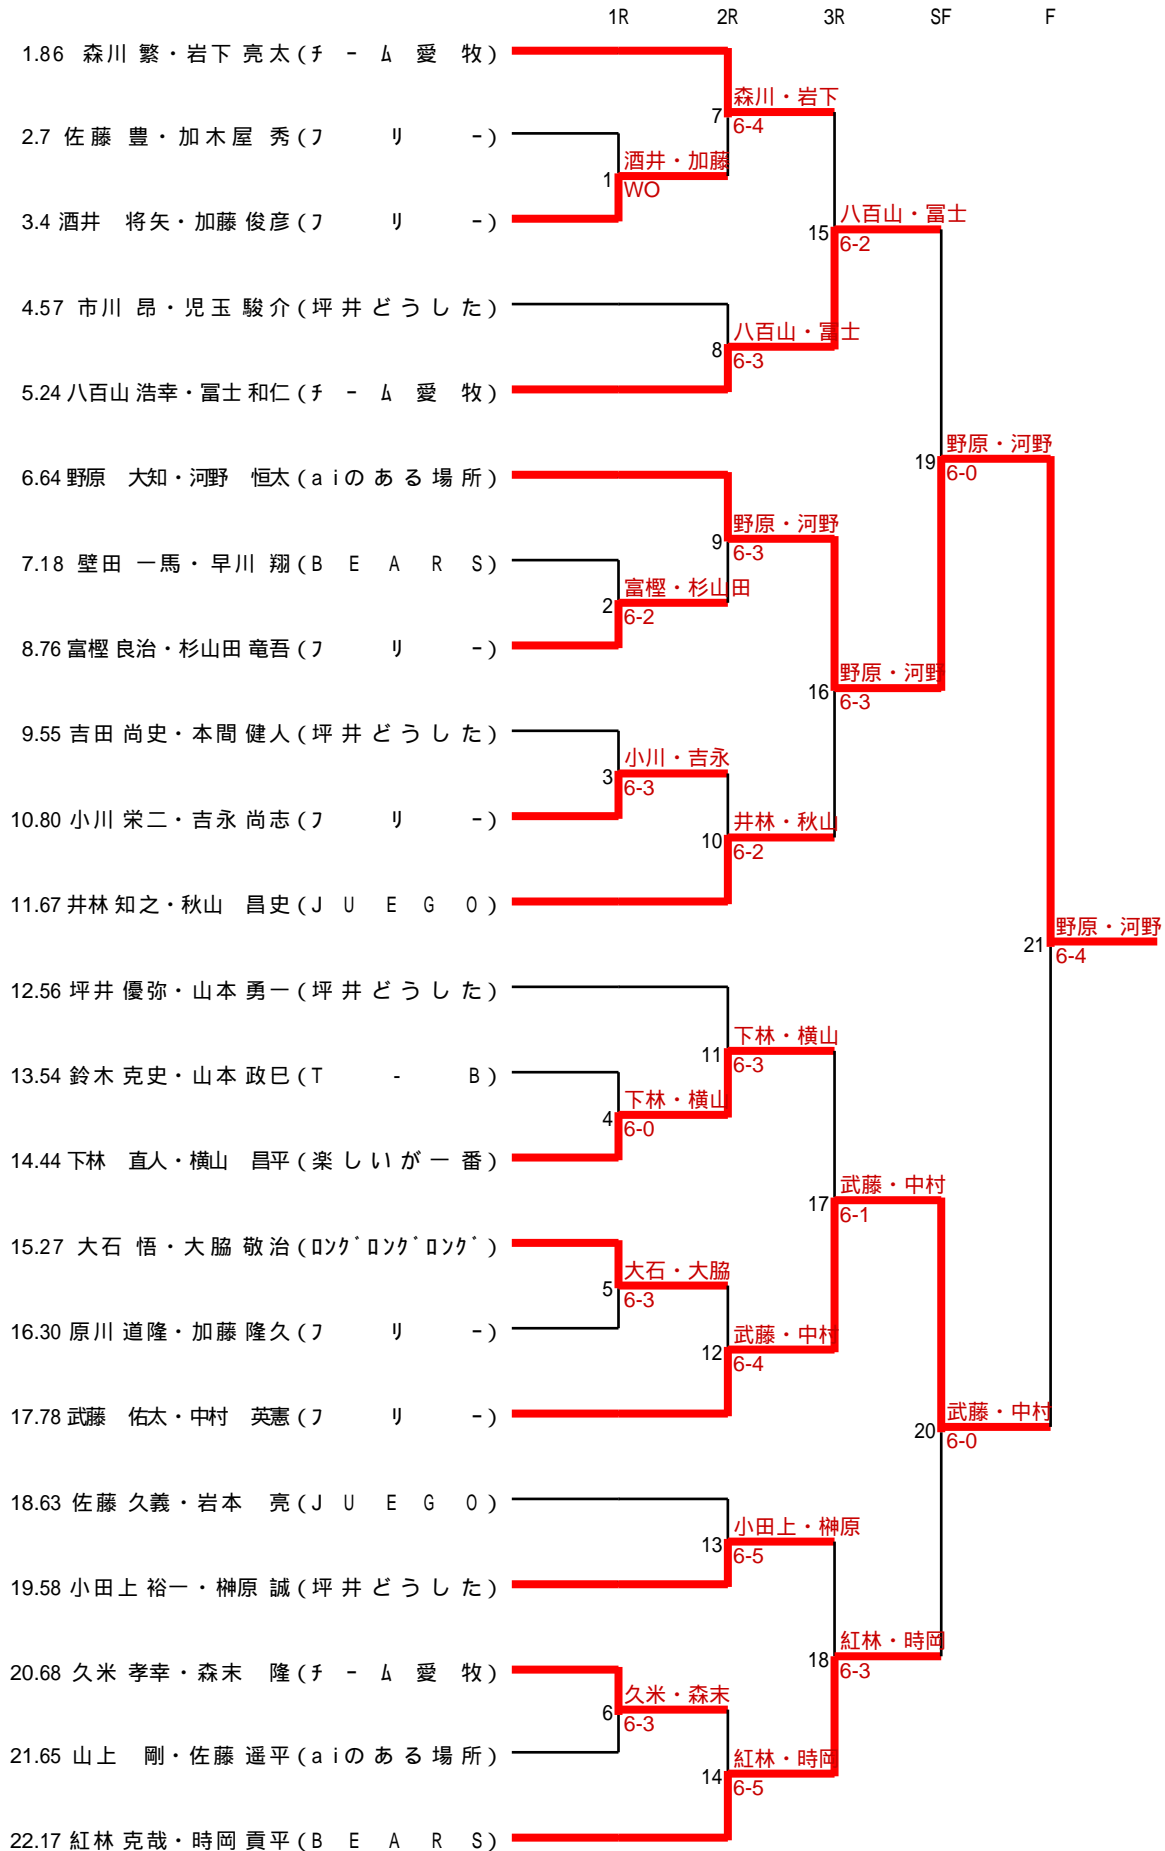 1R 2R 3R SF F
1.86 森川 繁・岩下 亮太(ﾁｰﾑ愛牧)
森川・岩下
7
6-4
2.7 佐藤 豊・加木屋 秀(ﾌﾘｰ)
酒井・加藤
1
WO
3.4 酒井 将矢・加藤 俊彦(ﾌﾘｰ)
八百山・冨士
15
6-2
4.57 市川 昂・児玉 駿介(坪井どうした)
八百山・冨士
8
6-3
5.24 八百山 浩幸・冨士 和仁(ﾁｰﾑ愛牧)
野原・河野
19
6-0
6.64 野原 大知・河野 恒太(aiのある場所)
野原・河野
9
6-3
7.18 壁田 一馬・早川 翔(BEARS)
富樫・杉山田
2
6-2
8.76 富樫 良治・杉山田 竜吾(ﾌﾘｰ)
野原・河野
16
6-3
9.55 吉田 尚史・本間 健人(坪井どうした)
小川・吉永
3
6-3
10.80 小川 栄二・吉永 尚志(ﾌﾘｰ)
井林・秋山
10
6-2
11.67 井林 知之・秋山 昌史(JUEGO)
野原・河野
21
6-4
12.56 坪井 優弥・山本 勇一(坪井どうした)
下林・横山
11
6-3
13.54 鈴木 克史・山本 政巳(T-B)
下林・横山
4
6-0
14.44 下林 直人・横山 昌平(楽しいが一番)
武藤・中村
17
6-1
15.27 大石 悟・大脇 敬治(ﾛﾝｸﾞﾛﾝｸﾞﾛﾝｸﾞ)
大石・大脇
5
6-3
16.30 原川 道隆・加藤 隆久(ﾌﾘｰ)
武藤・中村
12
6-4
17.78 武藤 佑太・中村 英憲(ﾌﾘｰ)
武藤・中村
20
6-0
18.63 佐藤 久義・岩本 亮(JUEGO)
小田上・榊原
13
6-5
19.58 小田上 裕一・榊原 誠(坪井どうした)
紅林・時岡
18
6-3
20.68 久米 孝幸・森末 隆(ﾁｰﾑ愛牧)
久米・森末
6
6-3
21.65 山上 剛・佐藤 遥平(aiのある場所)
紅林・時岡
14
6-5
22.17 紅林 克哉・時岡 貢平(BEARS)